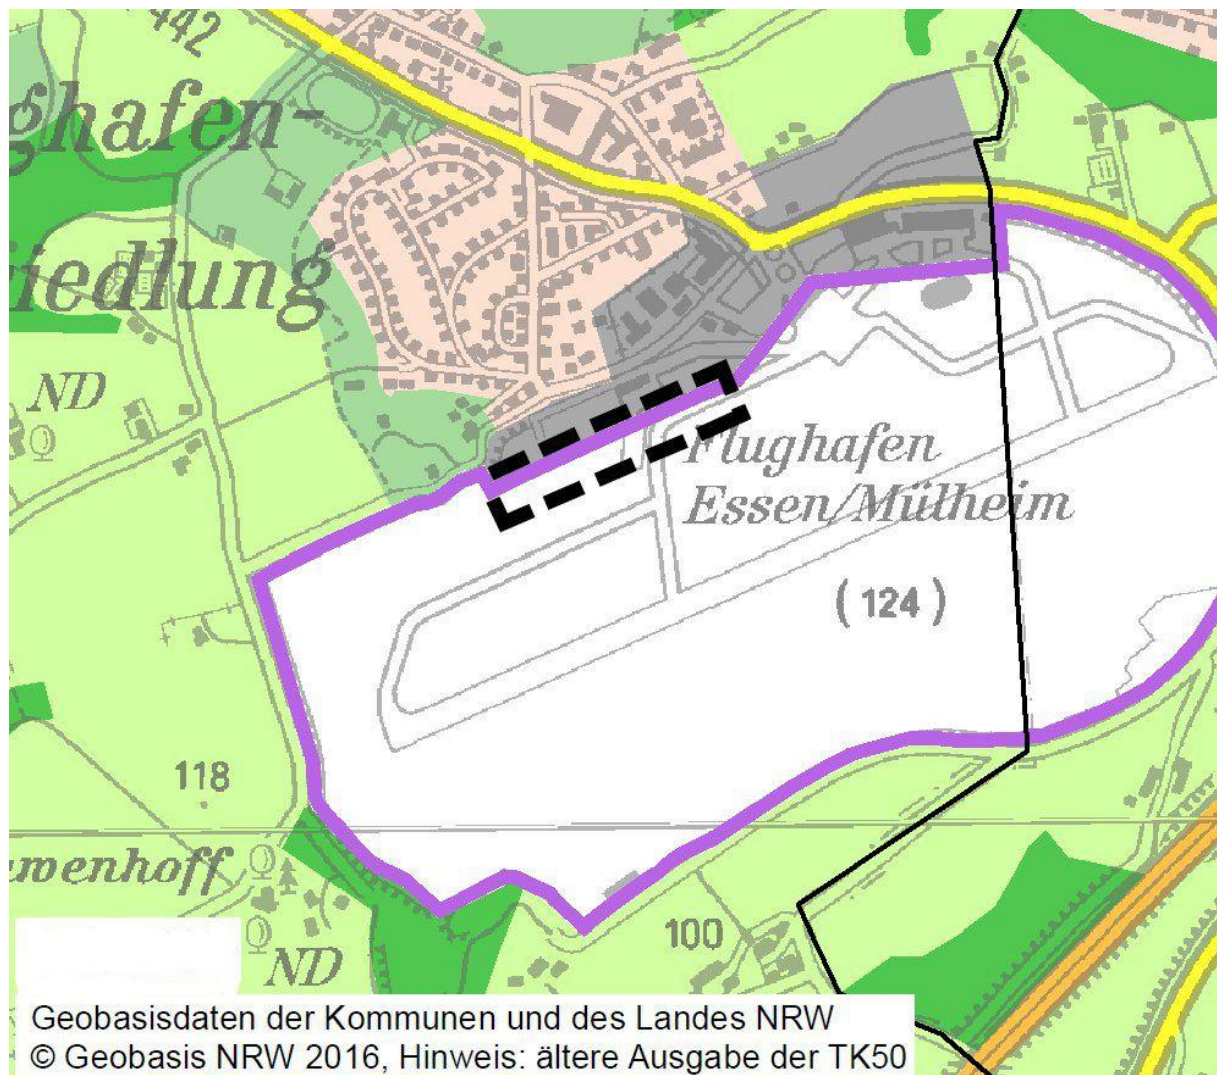 442
ghafen-
iedlung
ND
Flughafen
Essen/Mülheim
( 124 )
118
wenhoff
100
ND
Geobasisdaten der Kommunen und des Landes NRW
© Geobasis NRW 2016, Hinweis: ältere Ausgabe der TK50